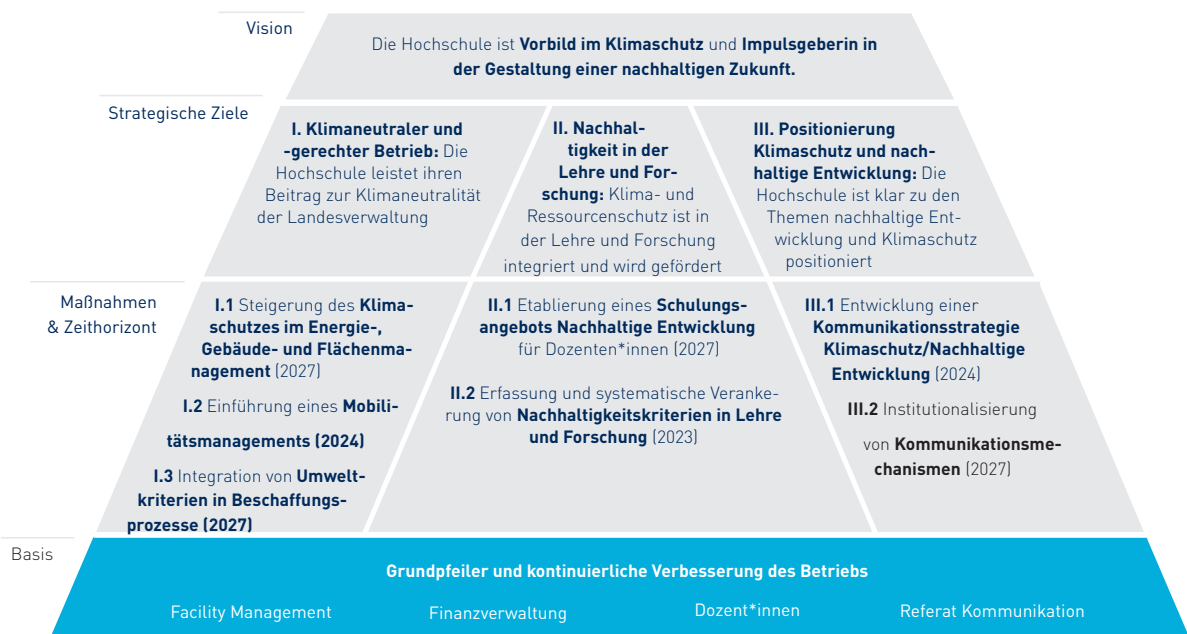 Vision
Die Hochschule ist Vorbild im Klimaschutz und Impulsgeberin in
der Gestaltung einer nachhaltigen Zukunft.
Strategische Ziele
I. Klimaneutraler und
-gerechter Betrieb: Die
Hochschule leistet ihren
Beitrag zur Klimaneutralität
der Landesverwaltung
II. Nachhal-
tigkeit in der
Lehre und For-
schung: Klima- und
Ressourcenschutz ist in
der Lehre und Forschung
integriert und wird gefördert
III. Positionierung
Klimaschutz und nach-
haltige Entwicklung: Die
Hochschule ist klar zu den
Themen nachhaltige Ent-
wicklung und Klimaschutz
positioniert
Maßnahmen
& Zeithorizont
I.1 Steigerung des Klima-
schutzes im Energie-,
Gebäude- und Flächenma-
nagement (2027)
I.2 Einführung eines Mobili-
tätsmanagements (2024)
I.3 Integration von Umwelt-
kriterien in Beschaffungs-
prozesse (2027)
II.1 Etablierung eines Schulungs-
angebots Nachhaltige Entwicklung
für Dozenten*innen (2027)
II.2 Erfassung und systematische Veranke-
rung von Nachhaltigkeitskriterien in Lehre
und Forschung (2023)
III.1 Entwicklung einer
Kommunikationsstrategie
Klimaschutz/Nachhaltige
Entwicklung (2024)
III.2 Institutionalisierung
von Kommunikationsme-
chanismen (2027)
Basis
Grundpfeiler und kontinuierliche Verbesserung des Betriebs
Facility Management
Finanzverwaltung
Dozent*innen
Referat Kommunikation